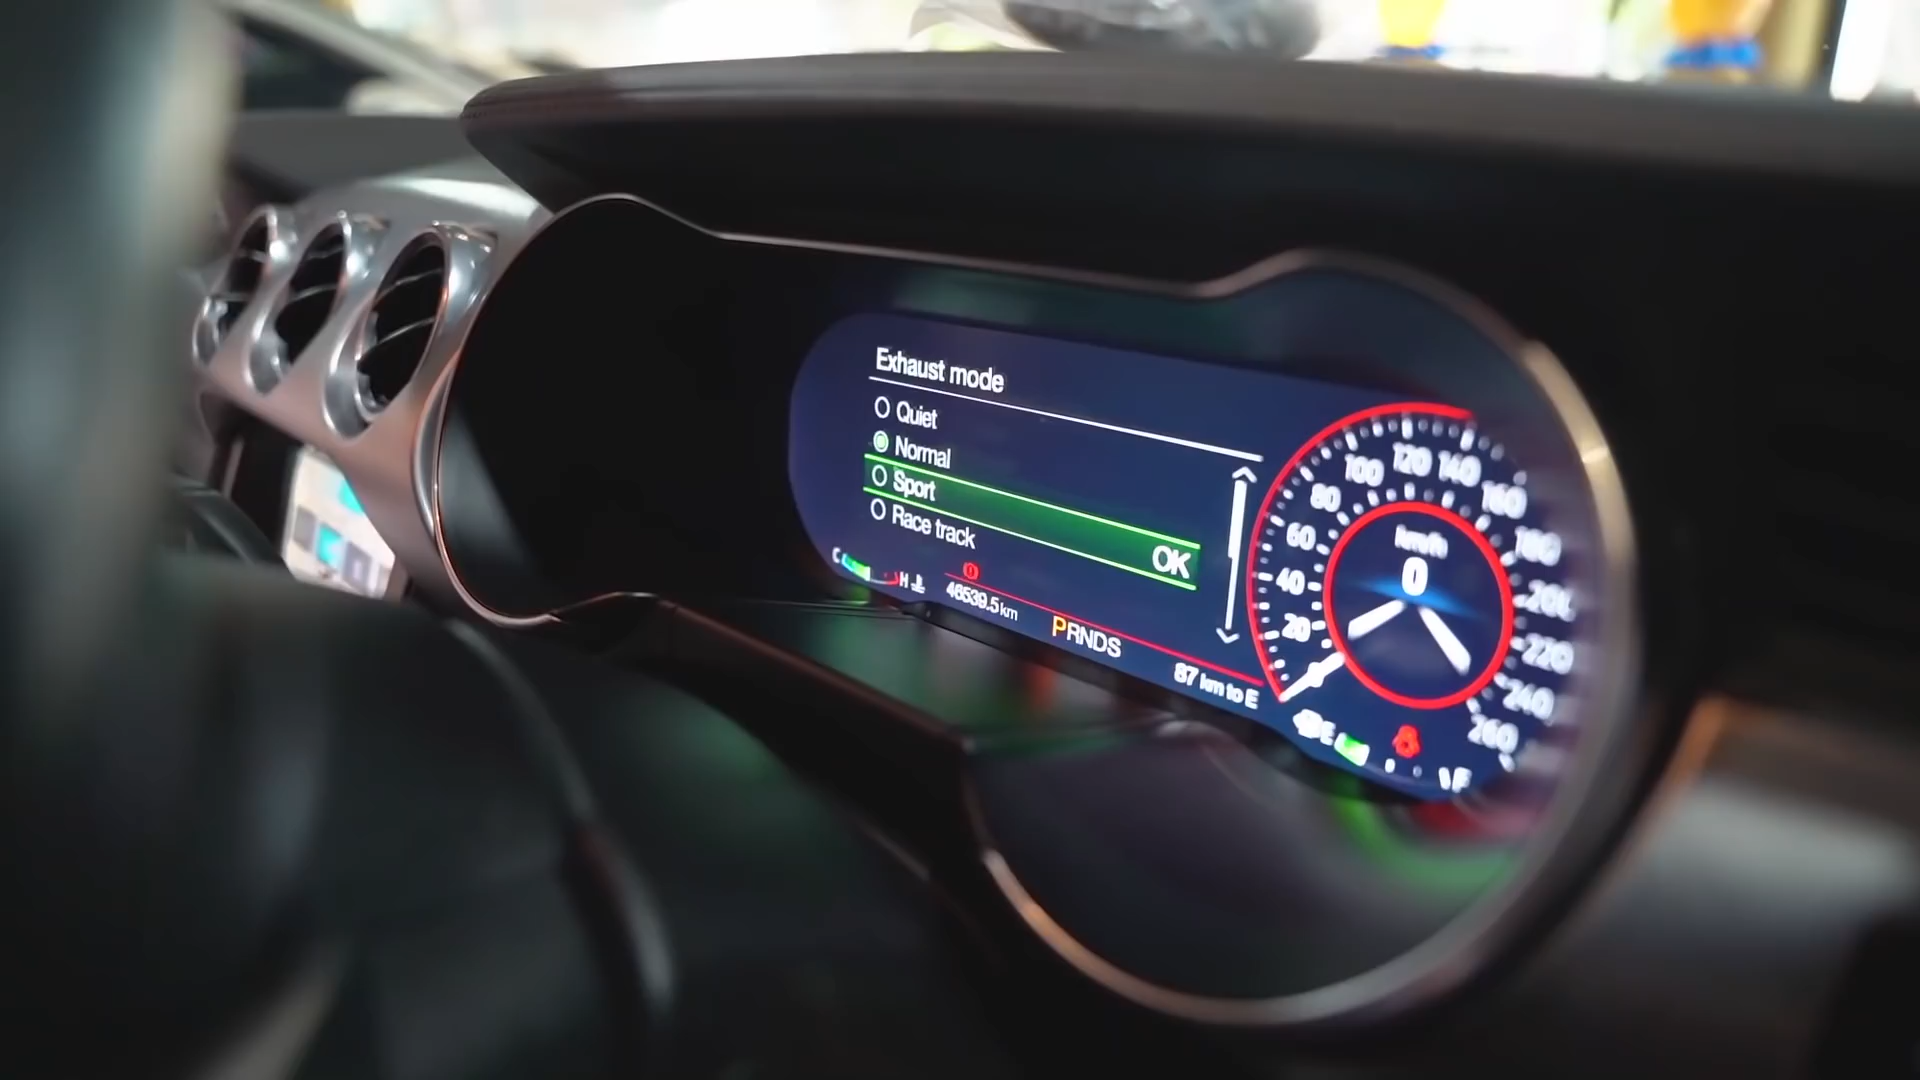 Exhaust mode
Quiet
Normal
Sport
OK
Race track
C
H
46539.5 km
PRNDS
87 km to E
0
20
40
60
80
100
120
140
160
180
200
220
240
260
km/h
0
E
F